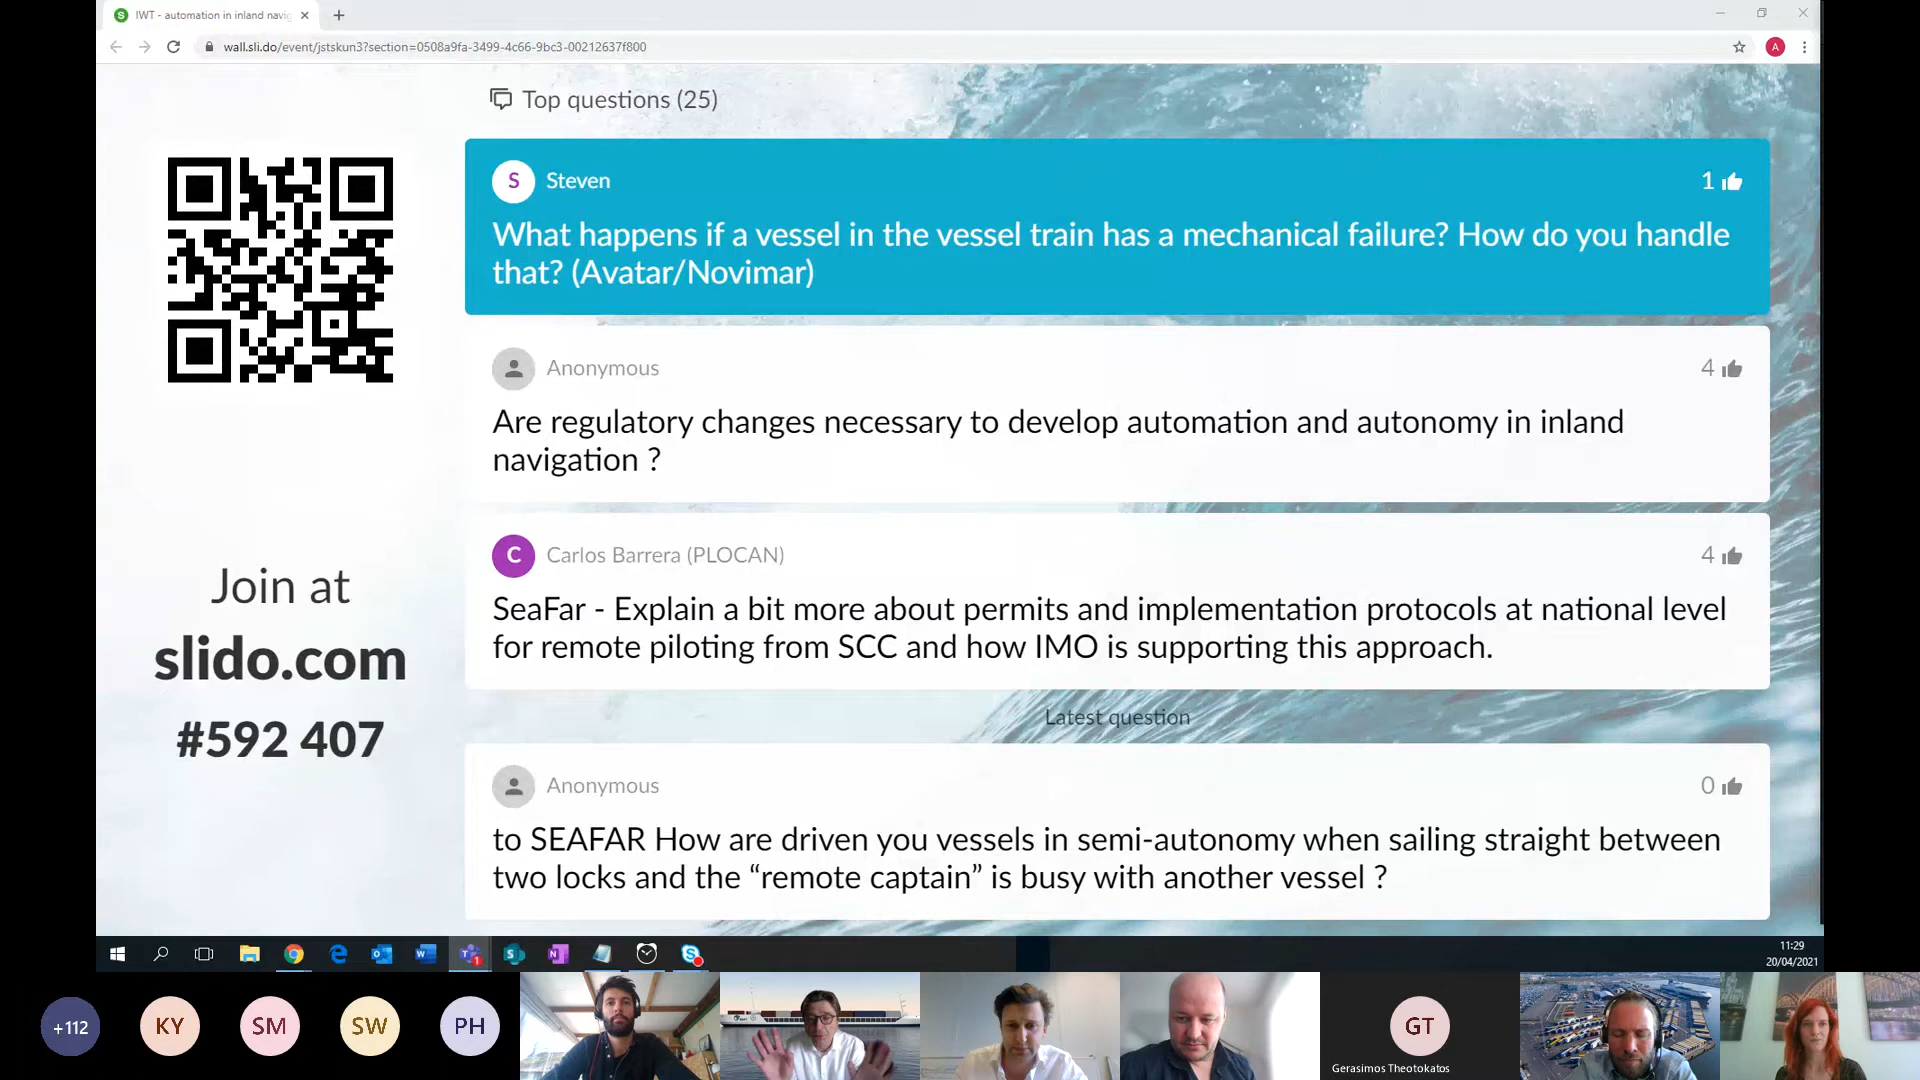 IWT - automation in inland navig
wall.sli.do/event/jstskun3?section=0508a9fa-3499-4c66-9bc3-00212637f800
A
Top questions (25)
S
Steven
1
What happens if a vessel in the vessel train has a mechanical failure? How do you handle
that? (Avatar/Novimar)
Anonymous
4
Are regulatory changes necessary to develop automation and autonomy in inland
navigation ?
C
Carlos Barrera (PLOCAN)
4
SeaFar - Explain a bit more about permits and implementation protocols at national level
for remote piloting from SCC and how IMO is supporting this approach.
Join at
slido.com
#592 407
Latest question
Anonymous
0
to SEAFAR How are driven you vessels in semi-autonomy when sailing straight between
two locks and the “remote captain” is busy with another vessel ?
11:29
20/04/2021
+112
KY
SM
SW
PH
GT
Gerasimos Theotokatos